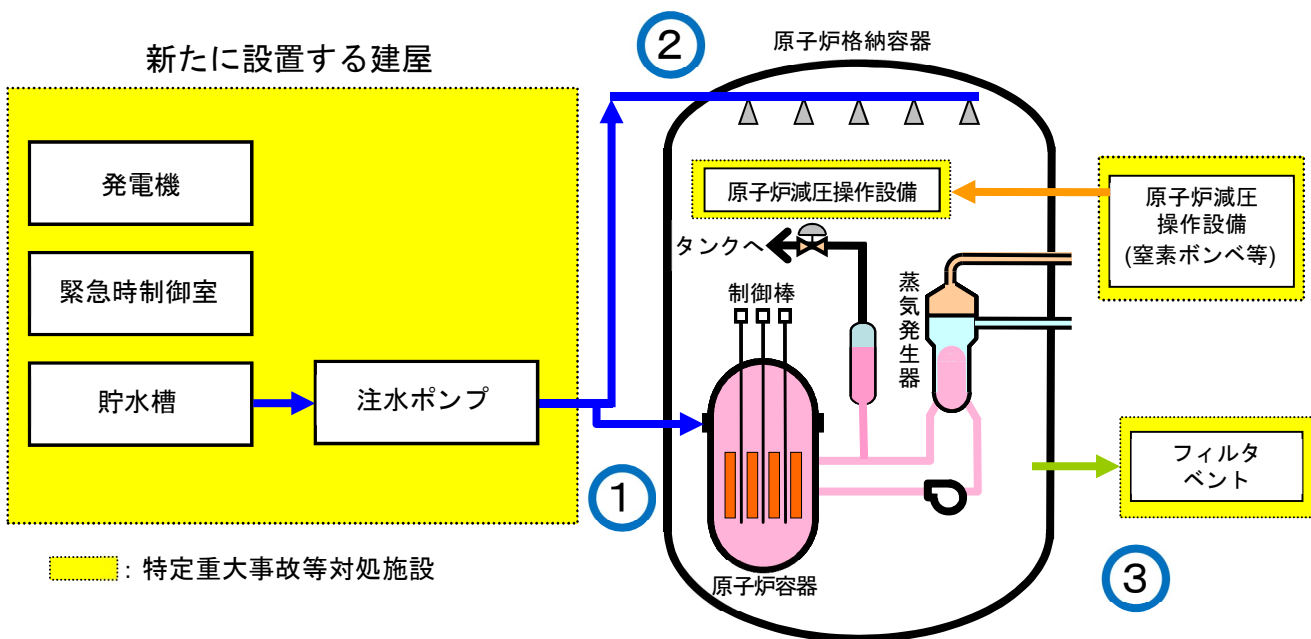 新たに設置する建屋
②
原子炉格納容器
発電機
緊急時制御室
貯水槽
注水ポンプ
原子炉減圧操作設備
原子炉減圧
操作設備
(窒素ボンベ等)
タンクへ
制御棒
蒸気発生器
フィルタ
ベント
①
原子炉容器
③
：特定重大事故等対処施設